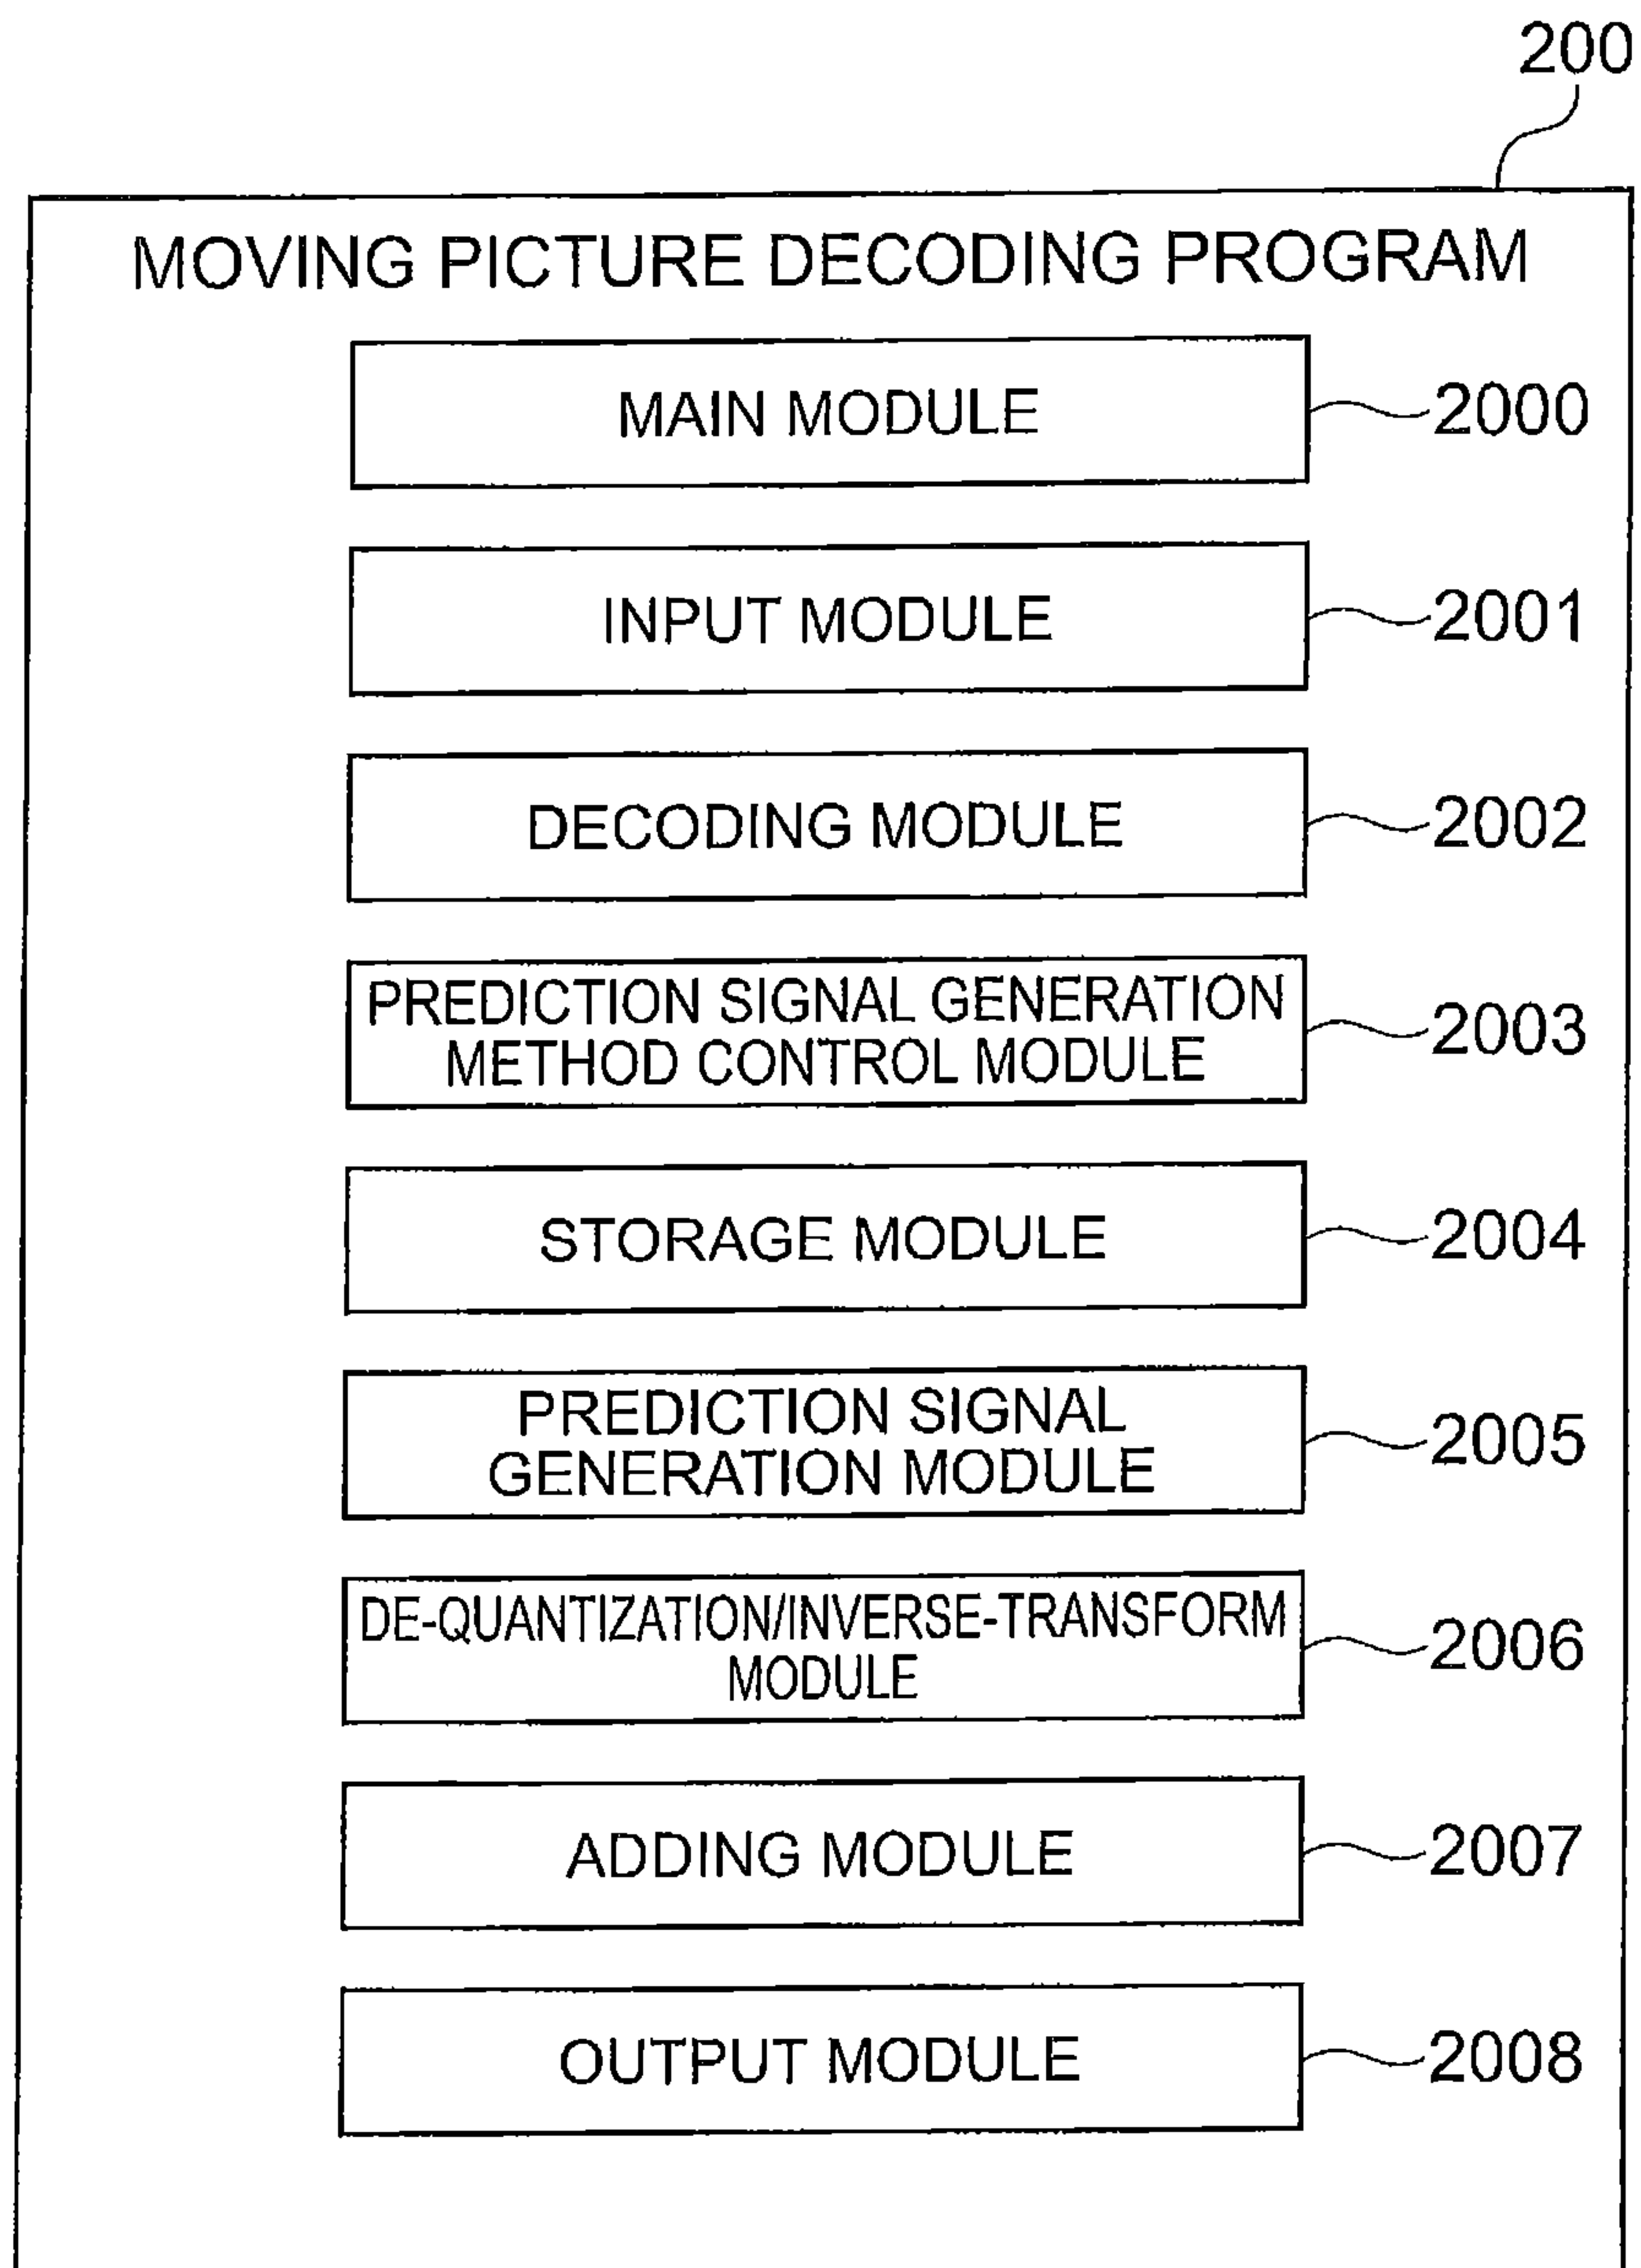 200
MOVING PICTURE DECODING PROGRAM
MAIN MODULE
2000
INPUT MODULE
2001
DECODING MODULE
2002
PREDICTION SIGNAL GENERATION
METHOD CONTROL MODULE
2003
STORAGE MODULE
2004
PREDICTION SIGNAL
GENERATION MODULE
2005
DE-QUANTIZATION/INVERSE-TRANSFORM
MODULE
2006
ADDING MODULE
2007
OUTPUT MODULE
2008